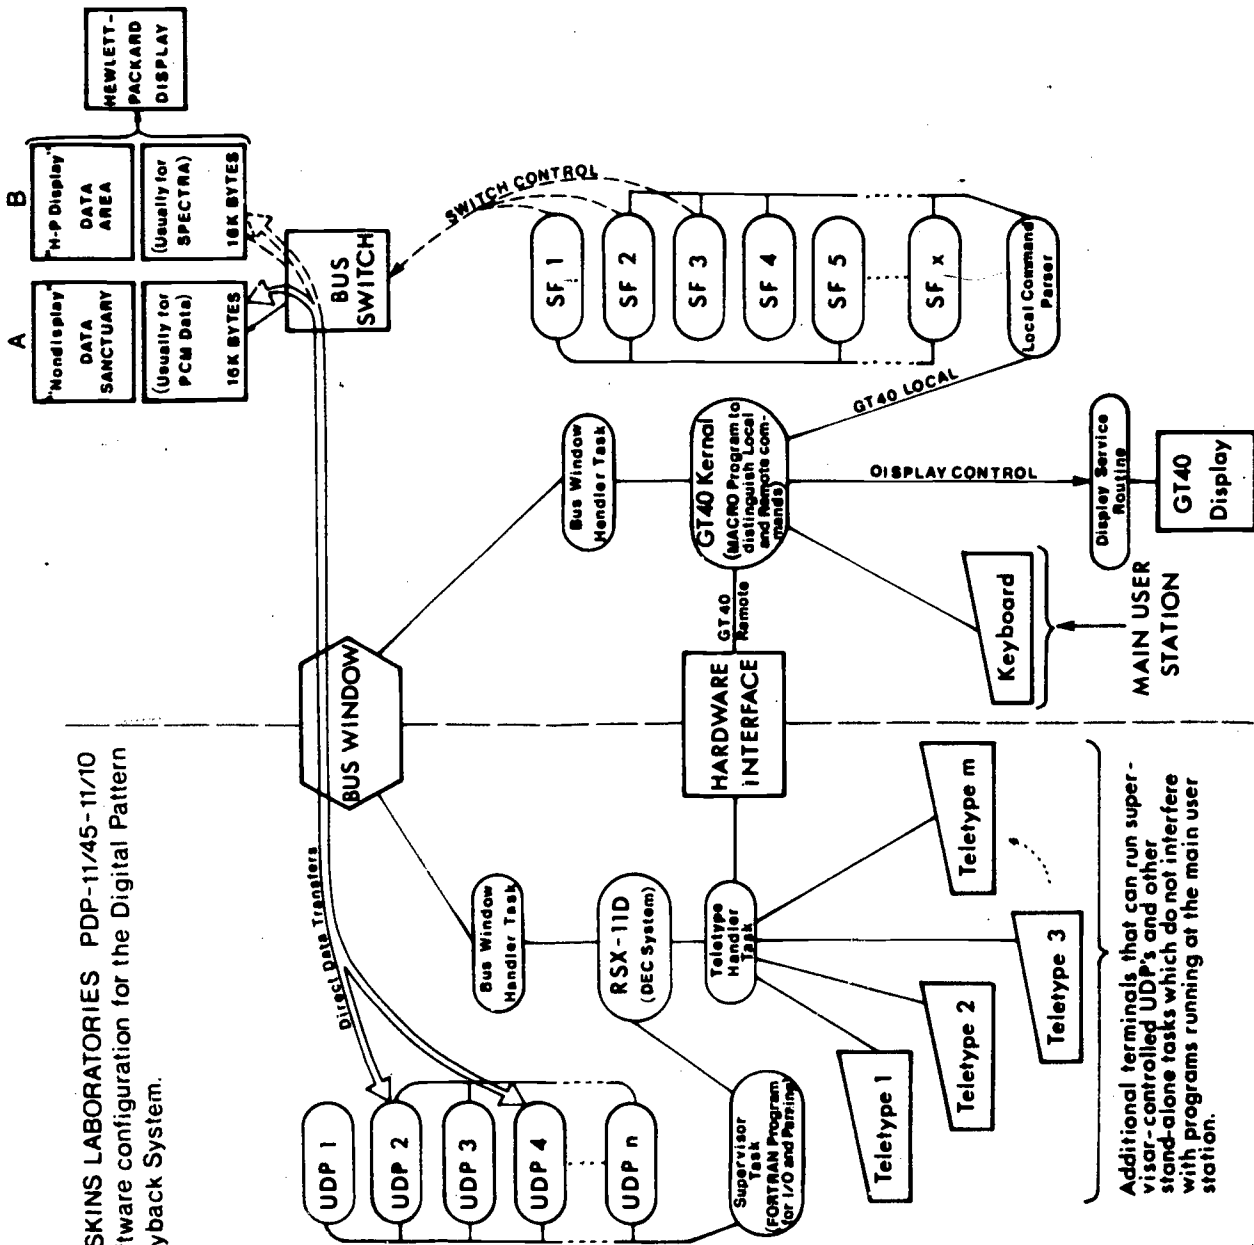 SKINS LABORATORIES PDP-11/45-11/10
tware configuration for the Digital Pattern
yback System.
UDP 1
UDP 2
UDP 3
UDP 4
UDP n
Supervisor
Task
(FORTRAN Program
for I/O and Parsing)
Direct Data Transfers
Bus Window
Handler Task
RSX-11D
(DEC System)
Teletype
Handler
Task
Teletype 1
Teletype 2
Teletype 3
Teletype m
Additional terminals that can run super-
visar-controlled UDP's and other
stand-alone tasks which do not interfere
with programs running at the main user
station.
BUS WINDOW
HARDWARE
INTERFACE
GT40
Remote
Bus Window
Hendler Task
GT40 Kernal
(MACRO Program to
distinguish Local
and Remote com-
mands)
Keyboard
MAIN USER
STATION
DISPLAY CONTROL
Display Service
Routine
GT40
Display
GT40 LOCAL
A
"Nondisplay"
DATA
SANCTUARY
(Usually for
PCM Data)
16K BYTES
B
"H-P Display"
DATA
AREA
(Usually for
SPECTRA)
16K BYTES
HEWLETT-
PACKARD
DISPLAY
BUS
SWITCH
SWITCH CONTROL
SF 1
SF 2
SF 3
SF 4
SF 5
SF x
Local Command
Parser